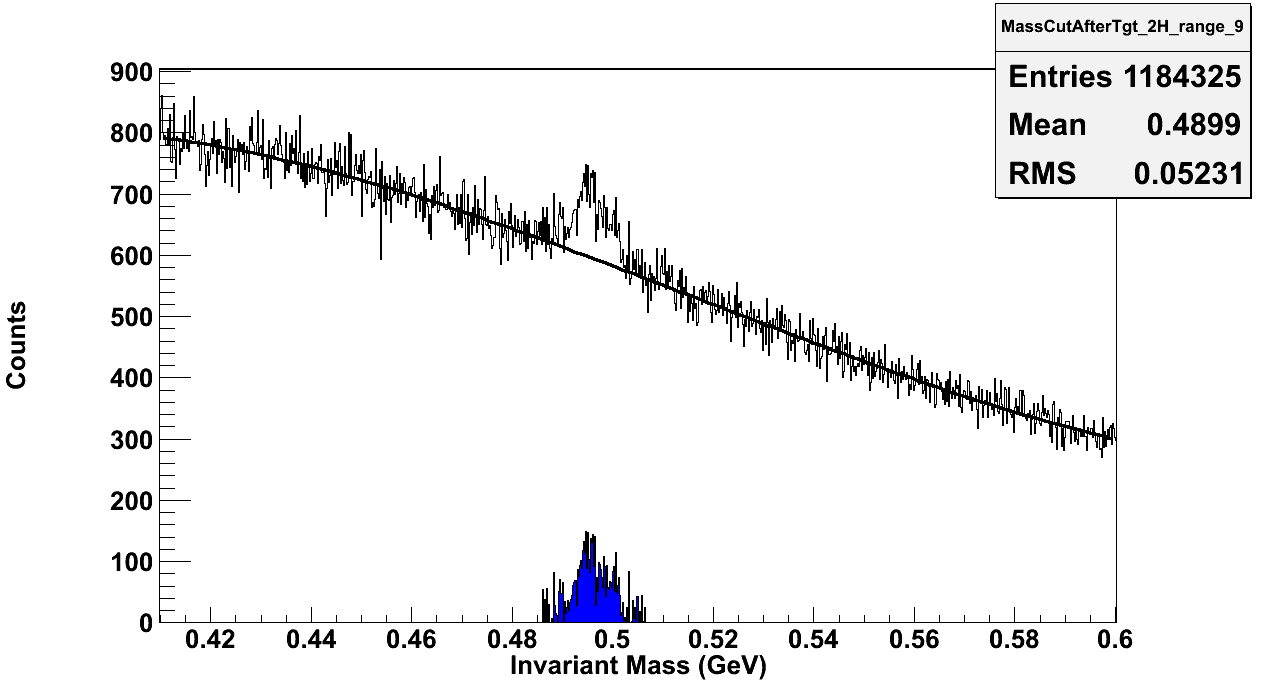 MassCutAfterTgt_2H_range_9
Entries 1184325
Mean 0.4899
RMS 0.05231
900
800
700
600
500
400
300
200
100
0
Counts
0.42 0.44 0.46 0.48 0.5 0.52 0.54 0.56 0.58 0.6
Invariant Mass (GeV)